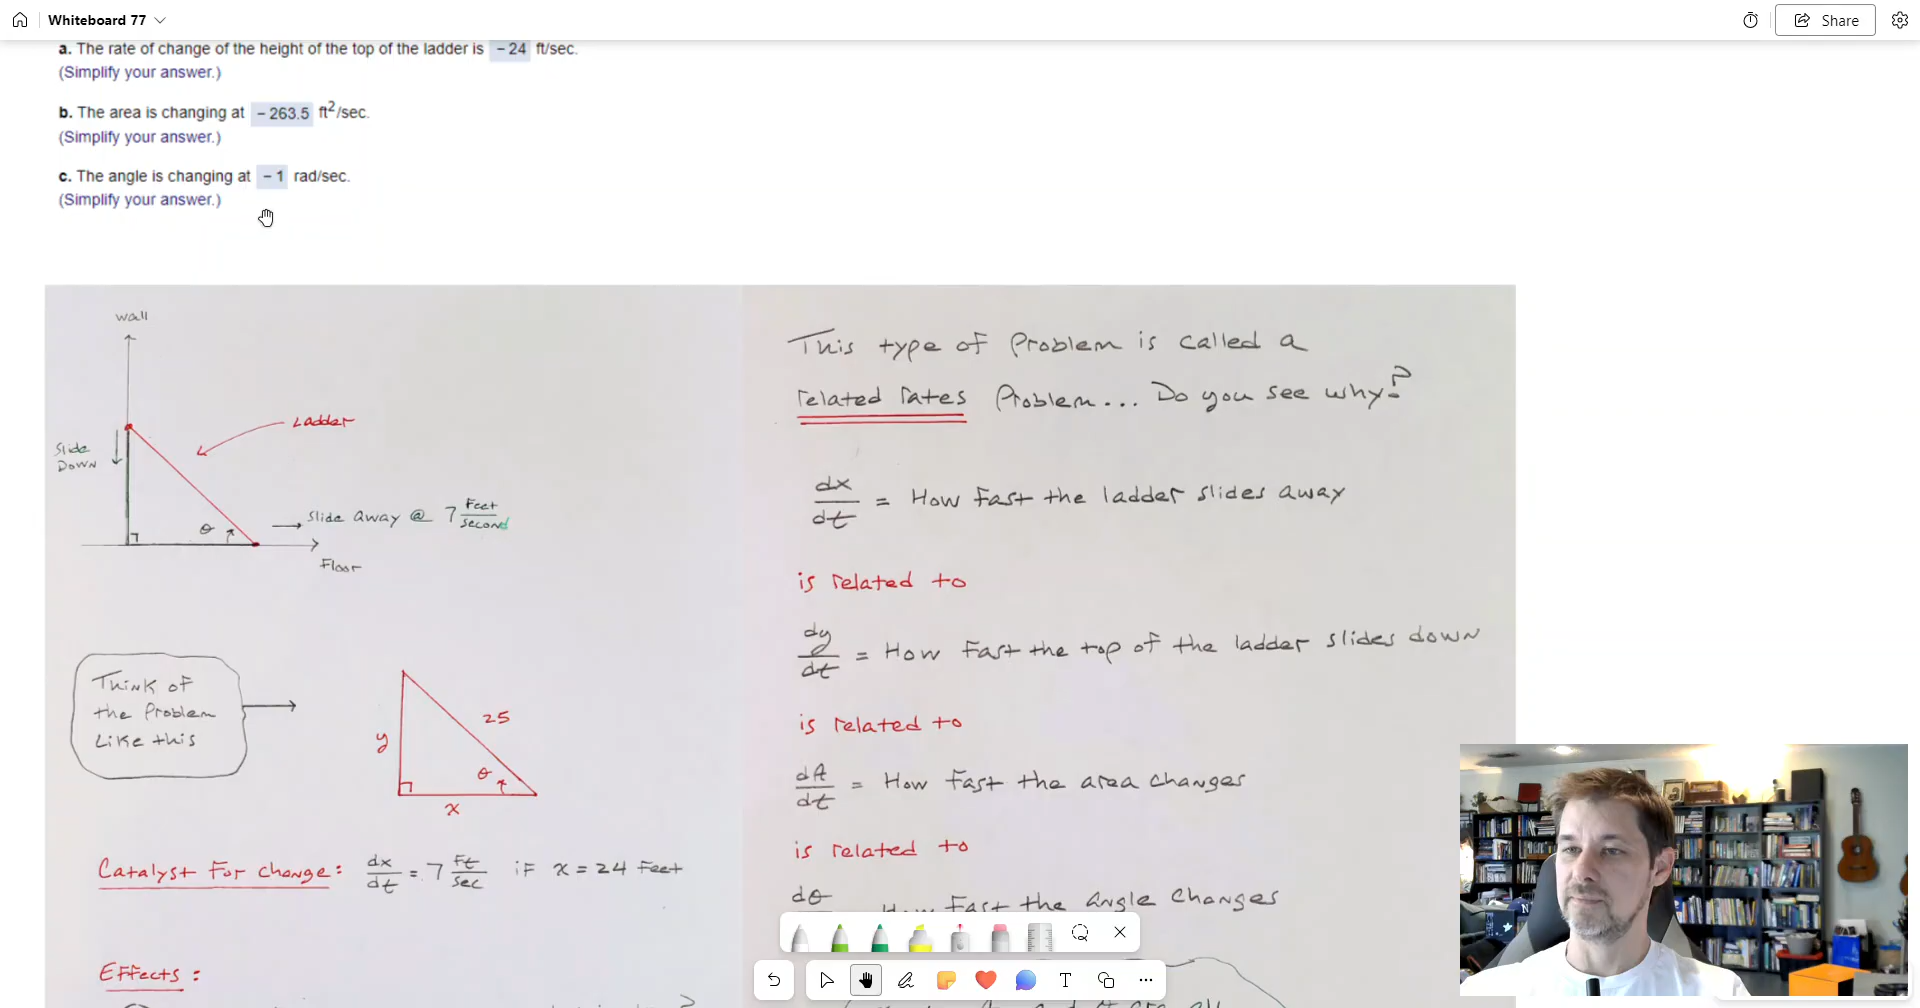 Whiteboard 77
Share
a. The rate of change of the height of the top of the ladder is -24 ft/sec.
(Simplify your answer.)
b. The area is changing at -263.5 ft²/sec.
(Simplify your answer.)
c. The angle is changing at -1 rad/sec.
(Simplify your answer.)
wall
Ladder
Slide
Down
Slide away @ 7 Feet/second
θ
Floor
Think of
the Problem
Like this
25
y
θ
x
Catalyst For change: dx/dt = 7 Ft/sec if x = 24 Feet
Effects:
This type of Problem is called a
related rates Problem... Do you see why?
dx/dt = How Fast the ladder slides away
is related to
dy/dt = How Fast the top of the ladder slides down
is related to
dA/dt = How Fast the area changes
is related to
dθ
How Fast the angle changes
T